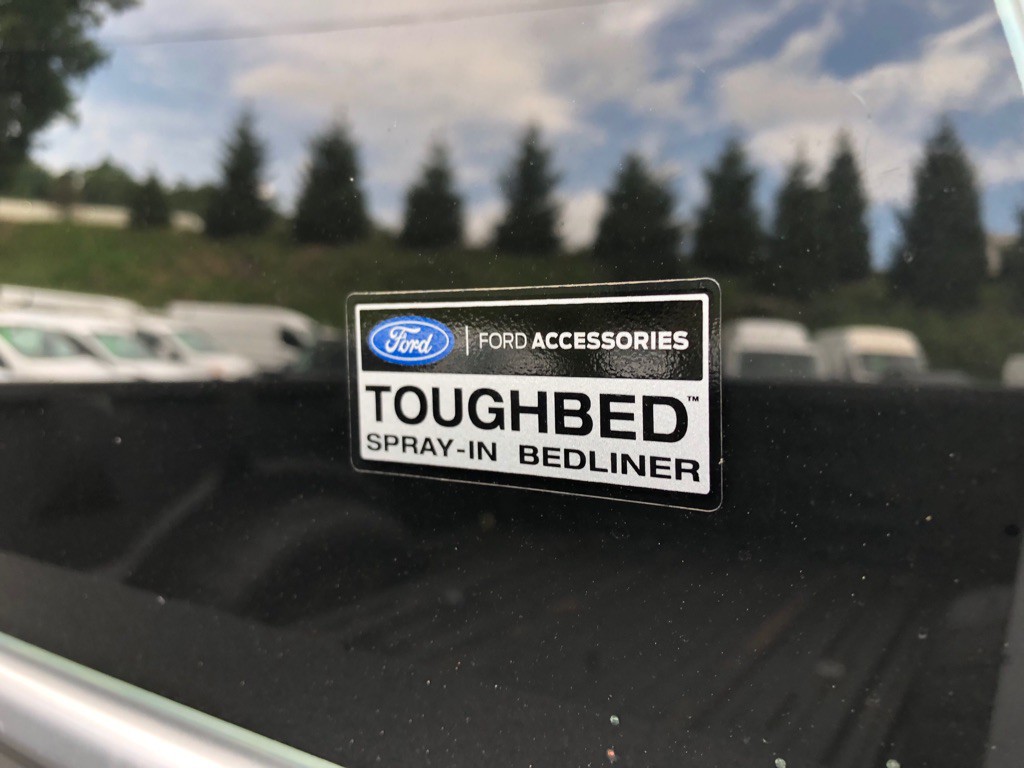 Ford | FORD ACCESSORIES
TOUGHBED™
SPRAY-IN BEDLINER